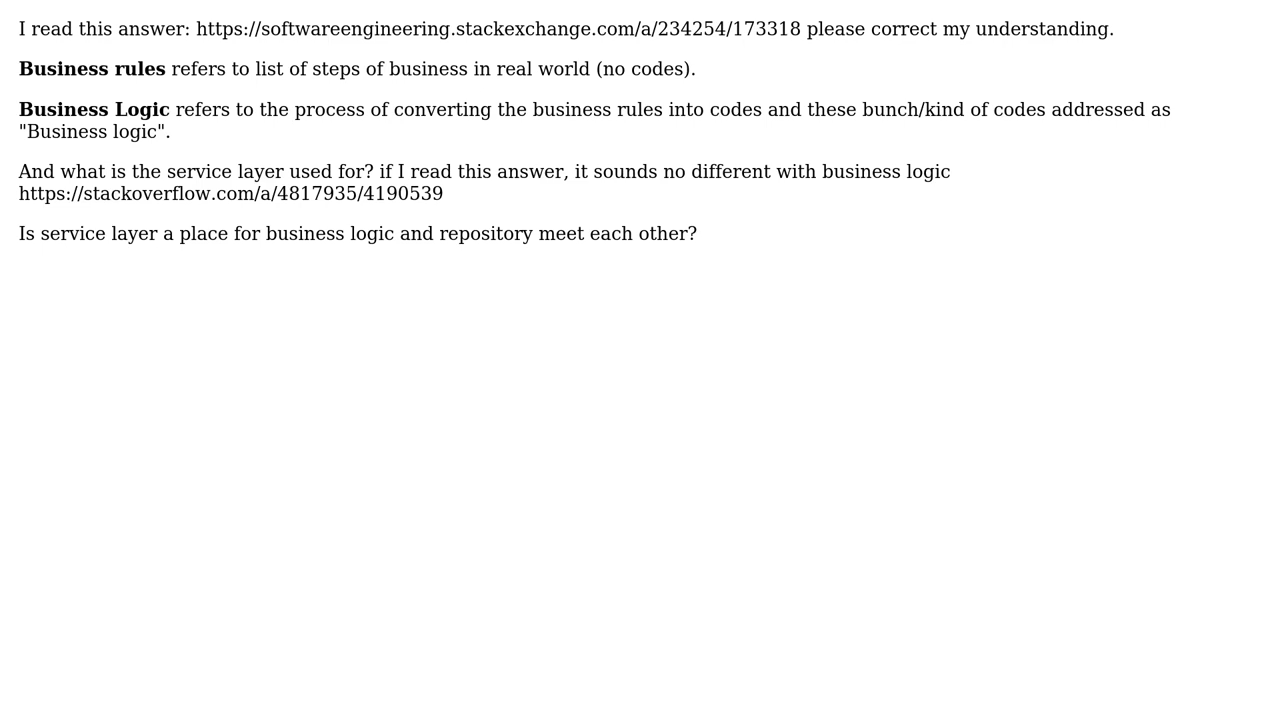 I read this answer: https://softwareengineering.stackexchange.com/a/234254/173318 please correct my understanding.
Business rules refers to list of steps of business in real world (no codes).
Business Logic refers to the process of converting the business rules into codes and these bunch/kind of codes addressed as
"Business logic".
And what is the service layer used for? if I read this answer, it sounds no different with business logic
https://stackoverflow.com/a/4817935/4190539
Is service layer a place for business logic and repository meet each other?